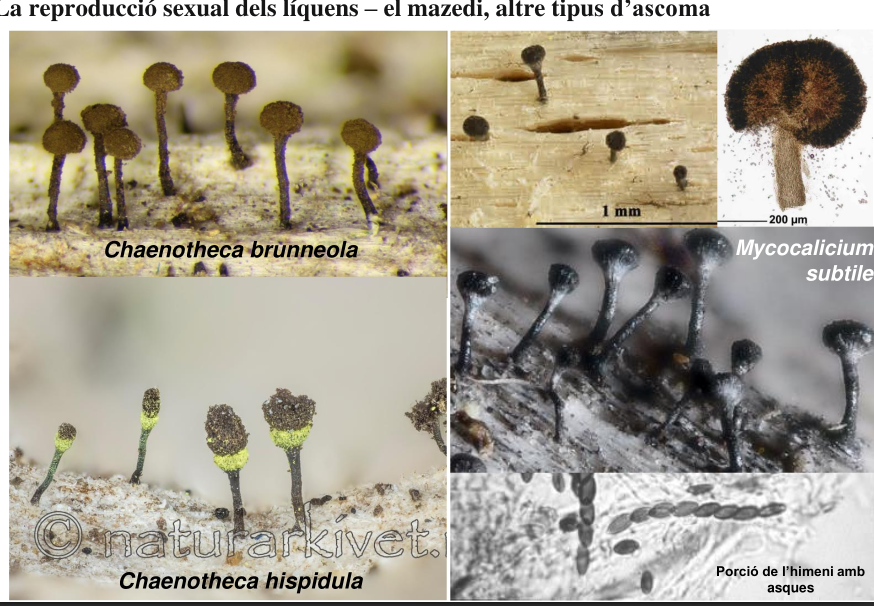 La reproducció sexual dels líquens – el mazedi, altre tipus d’ascoma
Chaenotheca brunneola
1 mm
200 µm
Mycocalicium
subtile
© naturarkivet.
Chaenotheca hispidula
Porció de l’himeni amb
asques